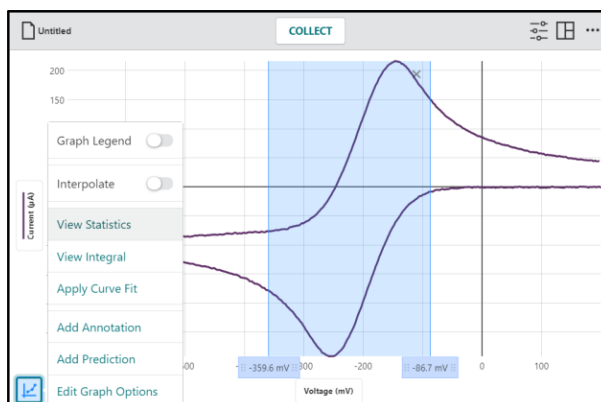 Untitled
COLLECT
200
150
Graph Legend
Interpolate
View Statistics
View Integral
Apply Curve Fit
Add Annotation
Add Prediction
Edit Graph Options
Current (µA)
-359.6 mV
-86.7 mV
-200
-100
0
100
Voltage (mV)